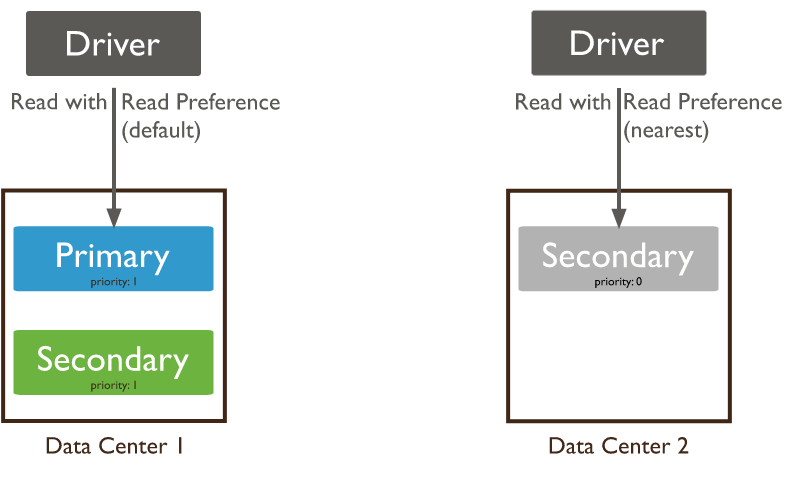 Driver
Read with Read Preference
(default)
Primary
priority: 1
Secondary
priority: 1
Data Center 1
Driver
Read with Read Preference
(nearest)
Secondary
priority: 0
Data Center 2